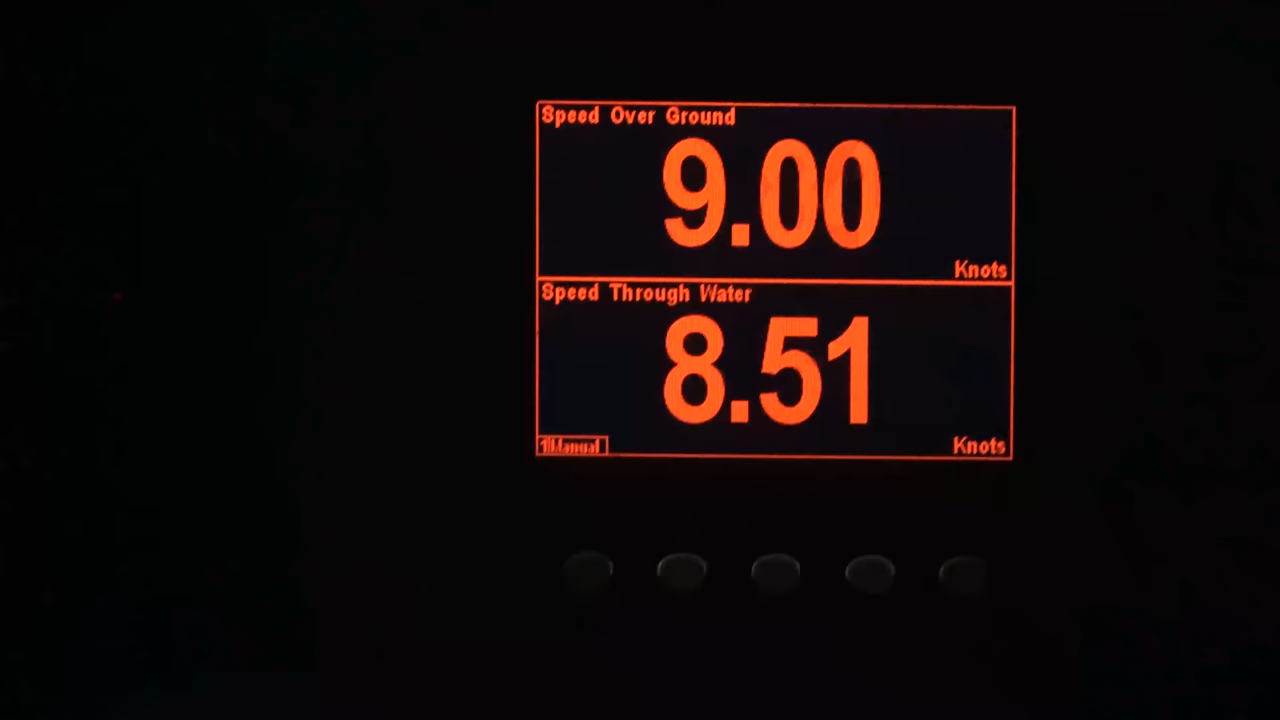 Speed Over Ground
9.00
Knots
Speed Through Water
8.51
Manual
Knots